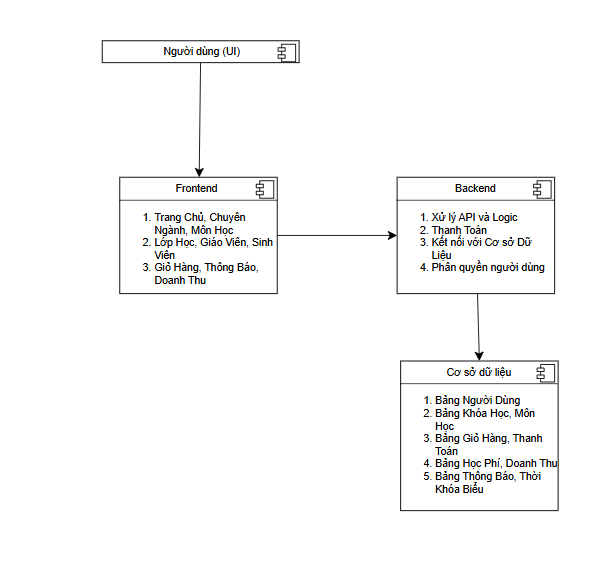 Người dùng (UI)
Frontend
1. Trang Chủ, Chuyên
Ngành, Môn Học
2. Lớp Học, Giáo Viên, Sinh
Viên
3. Giỏ Hàng, Thông Báo,
Doanh Thu
Backend
1. Xử lý API và Logic
2. Thanh Toán
3. Kết nối với Cơ sở Dữ
Liệu
4. Phân quyền người dùng
Cơ sở dữ liệu
1. Bảng Người Dùng
2. Bảng Khóa Học, Môn
Học
3. Bảng Giỏ Hàng, Thanh
Toán
4. Bảng Học Phí, Doanh Thu
5. Bảng Thông Báo, Thời
Khóa Biểu